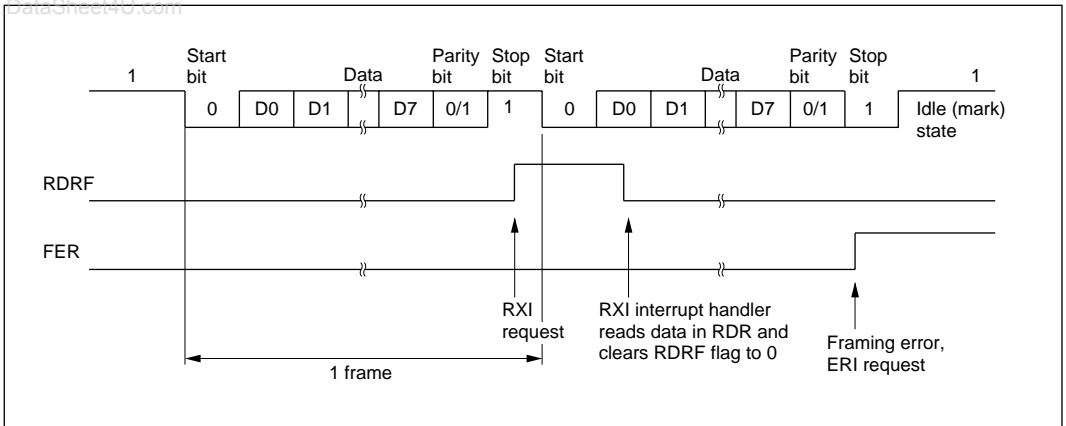 DataSheet4U.com
1 Start bit Data Parity bit Stop bit Start bit Data Parity bit Stop bit 1
0 D0 D1 D7 0/1 1 0 D0 D1 D7 0/1 1 Idle (mark) state
RDRF
FER
RXI request
RXI interrupt handler reads data in RDR and clears RDRF flag to 0
Framing error, ERI request
1 frame